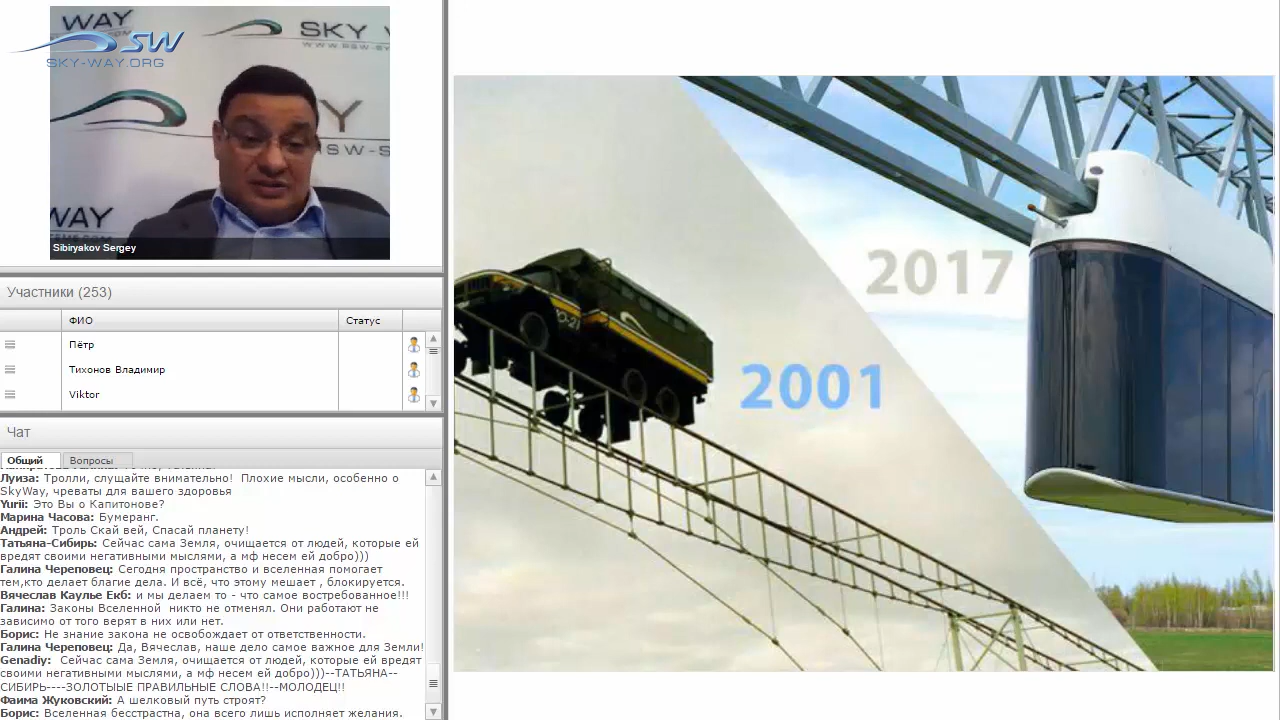 WAY
SW
SKY-WAY.ORG
SKY W
WWW.RSW-SY
Y
RSW-S
WAY
Sibiryakov Sergey
Участники (253)
ФИО
Статус
Пётр
Тихонов Владимир
Viktor
Чат
Общий
Вопросы
Луиза: Тролли, слушайте внимательно! Плохие мысли, особенно о
SkyWay, чреваты для вашего здоровья
Yurii: Это Вы о Капитонове?
Марина Часова: Бумеранг.
Андрей: Троль Скай вей, Спасай планету!
Татьяна-Сибирь: Сейчас сама Земля, очищается от людей, которые ей
вредят своими негативными мыслями, а мф несем ей добро)))
Галина Череповец: Сегодня пространство и вселенная помогает
тем,кто делает благие дела. И всё, что этому мешает , блокируется.
Вячеслав Каулье Екб: и мы делаем то - что самое востребованное!!!
Галина: Законы Вселенной никто не отменял. Они работают не
зависимо от того верят в них или нет.
Борис: Не знание закона не освобождает от ответственности.
Галина Череповец: Да, Вячеслав, наше дело самое важное для Земли!
Genadiy: Сейчас сама Земля, очищается от людей, которые ей вредят
своими негативными мыслями, а мф несем ей добро)))--ТАТЬЯНА--
СИБИРЬ----ЗОЛОТЫЫЕ ПРАВИЛЬНЫЕ СЛОВА!!--МОЛОДЕЦ!!
Фаима Жуковский: А шелковый путь строят?
Борис: Вселенная бесстрастна, она всего лишь исполняет желания.
2017
2001